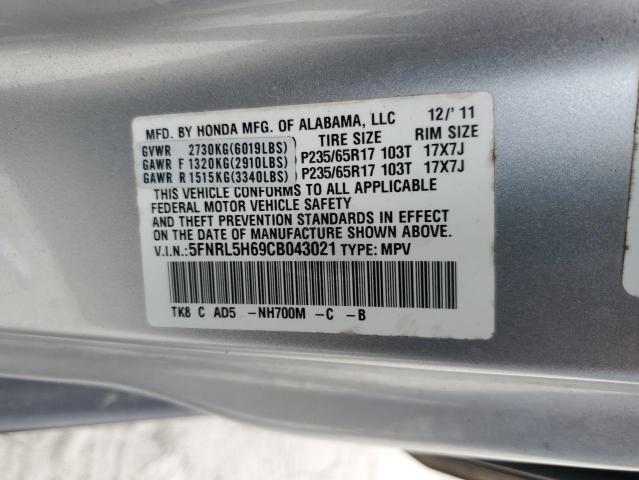 MFD. BY HONDA MFG. OF ALABAMA, LLC 12/'11
TIRE SIZE RIM SIZE
GVWR 2730KG(6019LBS)
GAWR F 1320KG(2910LBS) P235/65R17 103T 17X7J
GAWR R 1515KG(3340LBS) P235/65R17 103T 17X7J
THIS VEHICLE CONFORMS TO ALL APPLICABLE
FEDERAL MOTOR VEHICLE SAFETY
AND THEFT PREVENTION STANDARDS IN EFFECT
ON THE DATE OF MANUFACTURE SHOWN ABOVE.
V.I.N.:5FNRL5H69CB043021 TYPE: MPV
TK8 C AD5 -NH700M -C -B